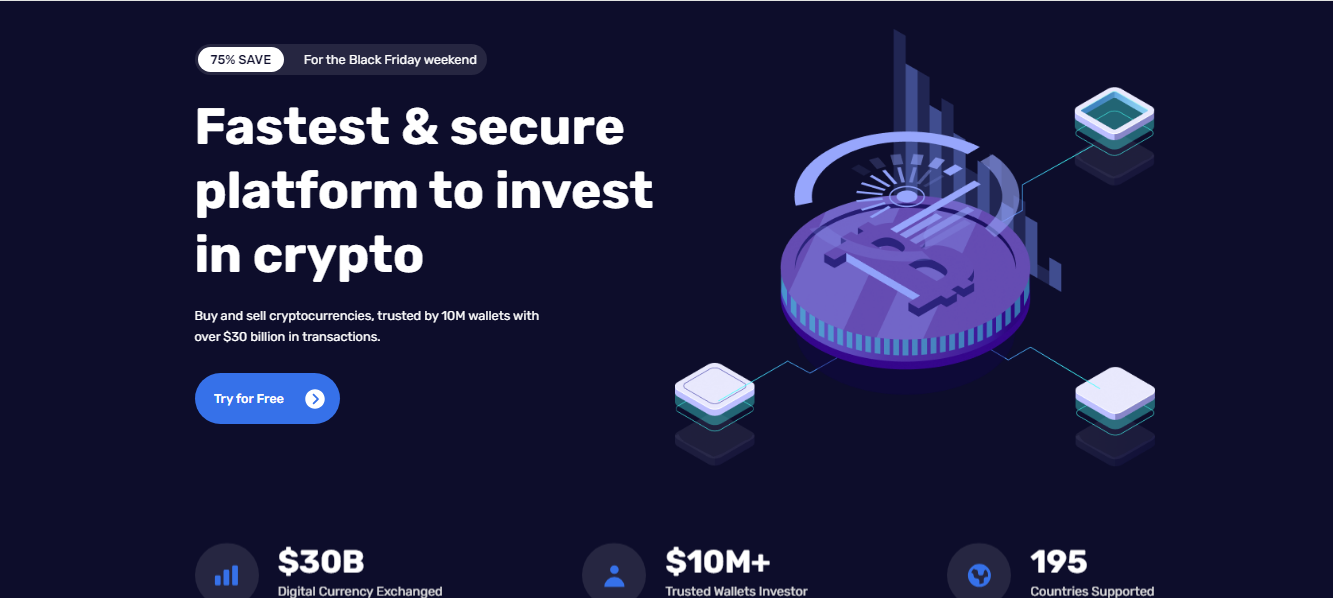 75% SAVE For the Black Friday weekend
Fastest & secure
platform to invest
in crypto
Buy and sell cryptocurrencies, trusted by 10M wallets with
over $30 billion in transactions.
Try for Free
$30B
Digital Currency Exchanged
$10M+
Trusted Wallets Investor
195
Countries Supported